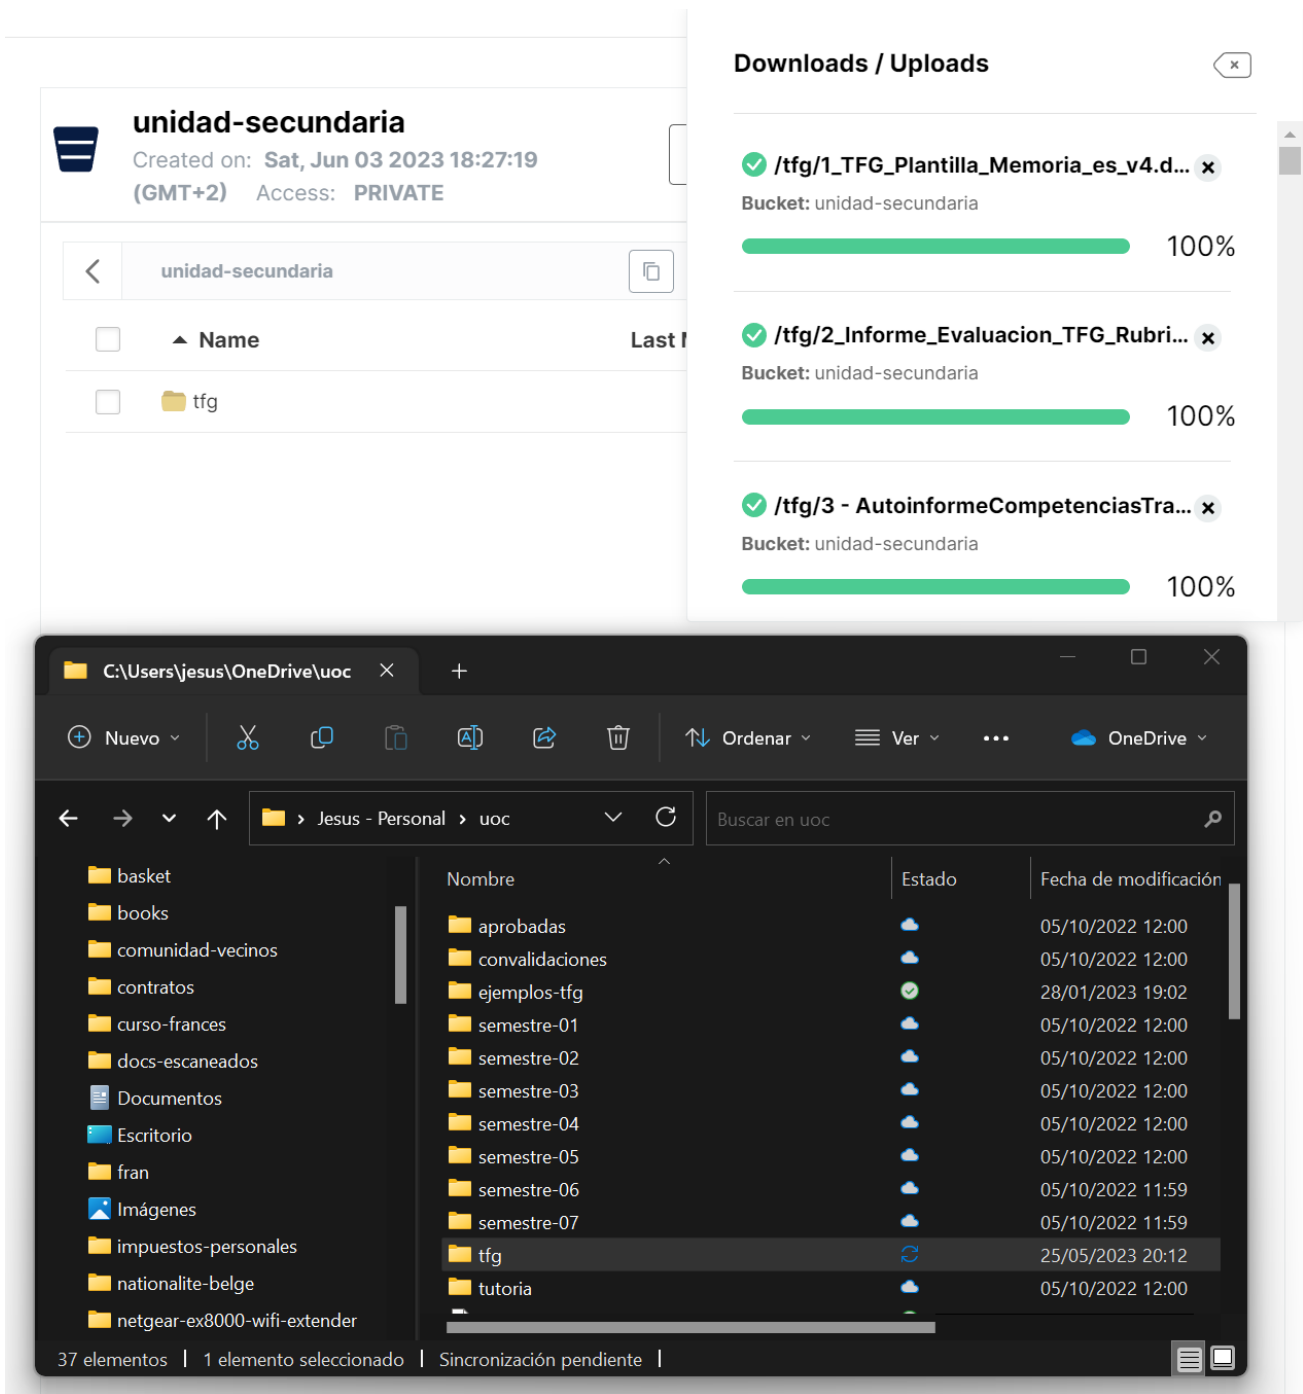 Downloads / Uploads
unidad-secundaria
Created on: Sat, Jun 03 2023 18:27:19
(GMT+2) Access: PRIVATE
unidad-secundaria
Name
Last
tfg
/tfg/1_TFG_Plantilla_Memoria_es_v4.d...
Bucket: unidad-secundaria
100%
/tfg/2_Informe_Evaluacion_TFG_Rubri...
Bucket: unidad-secundaria
100%
/tfg/3 - AutoinformeCompetenciasTra...
Bucket: unidad-secundaria
100%
C:\Users\jesus\OneDrive\uoc
Nuevo
Ordenar
Ver
OneDrive
Jesus - Personal > uoc
Buscar en uoc
basket
books
comunidad-vecinos
contratos
curso-frances
docs-escaneados
Documentos
Escritorio
fran
Imágenes
impuestos-personales
nationalite-belge
netgear-ex8000-wifi-extender
Nombre Estado Fecha de modificación
aprobadas 05/10/2022 12:00
convalidaciones 05/10/2022 12:00
ejemplos-tfg 28/01/2023 19:02
semestre-01 05/10/2022 12:00
semestre-02 05/10/2022 12:00
semestre-03 05/10/2022 12:00
semestre-04 05/10/2022 12:00
semestre-05 05/10/2022 12:00
semestre-06 05/10/2022 11:59
semestre-07 05/10/2022 11:59
tfg 25/05/2023 20:12
tutoria 05/10/2022 12:00
37 elementos | 1 elemento seleccionado | Sincronización pendiente |